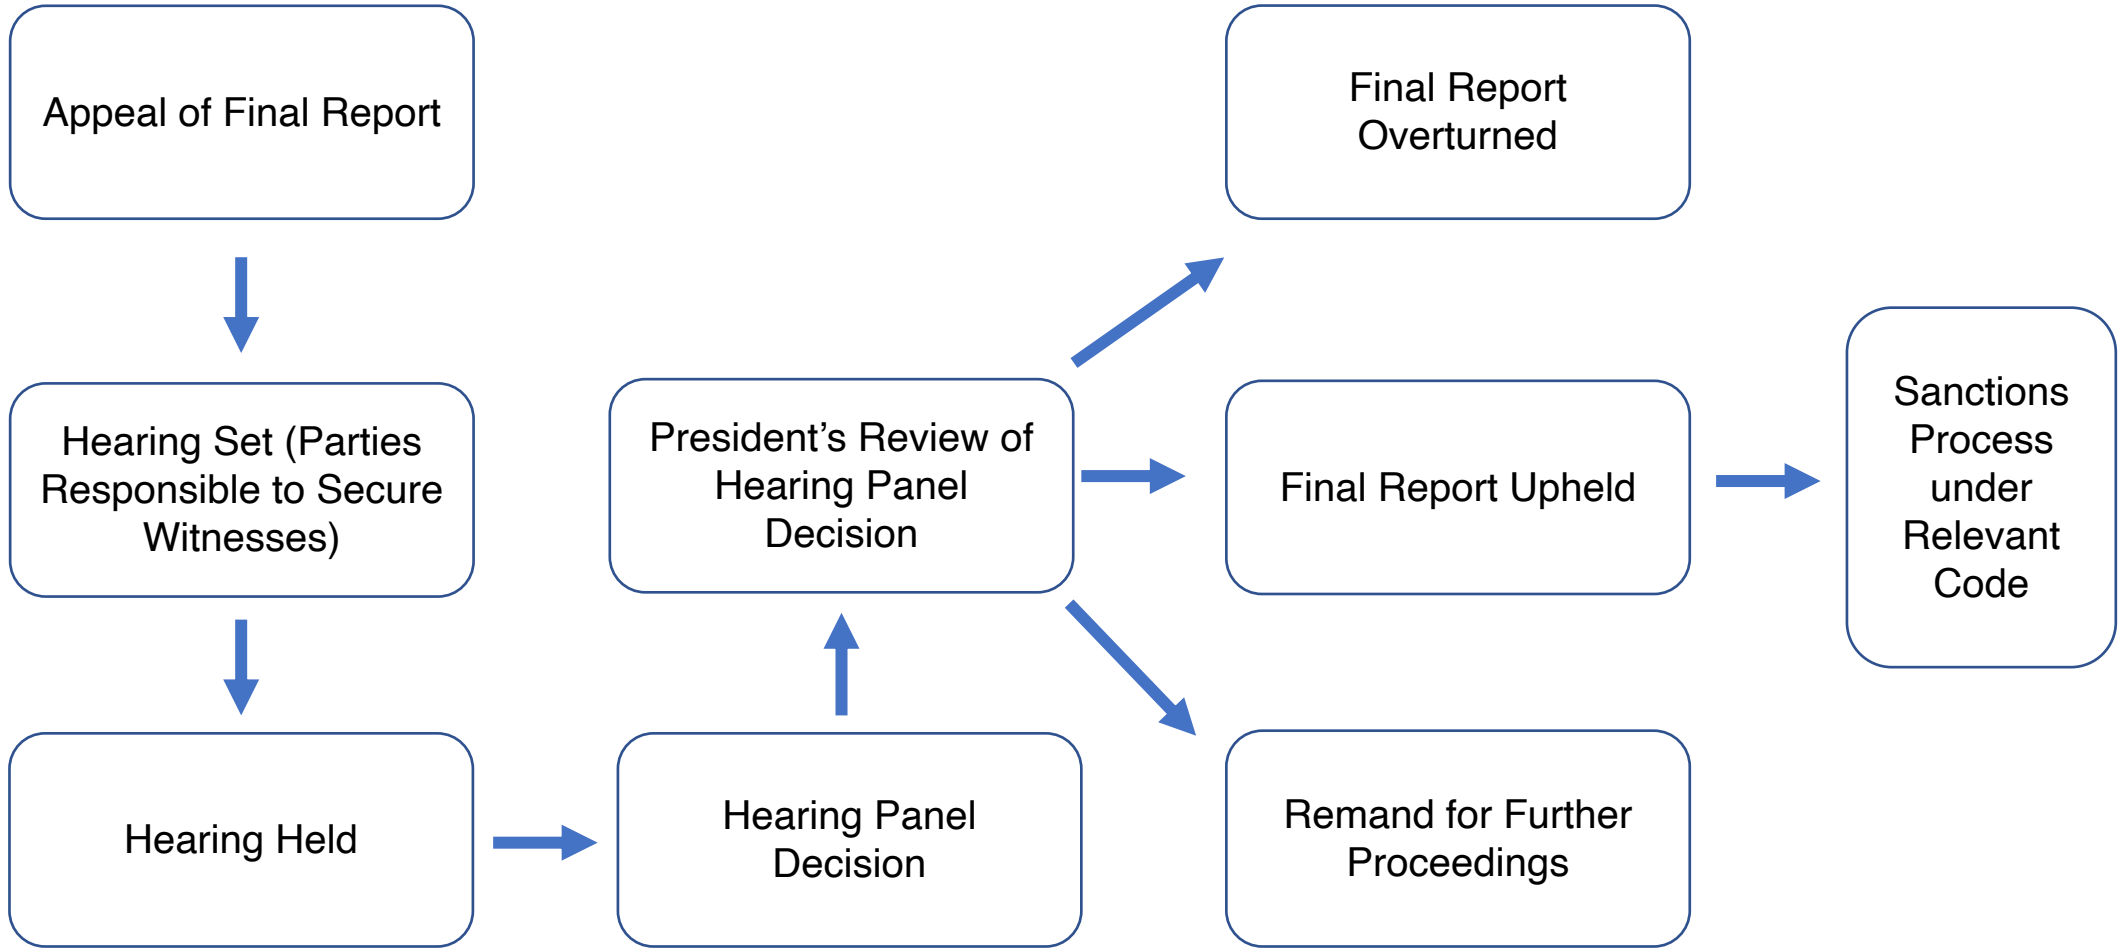 Appeal of Final Report
Hearing Set (Parties
Responsible to Secure
Witnesses)
Hearing Held
Hearing Panel
Decision
President’s Review of
Hearing Panel
Decision
Final Report
Overturned
Final Report Upheld
Remand for Further
Proceedings
Sanctions
Process
under
Relevant
Code